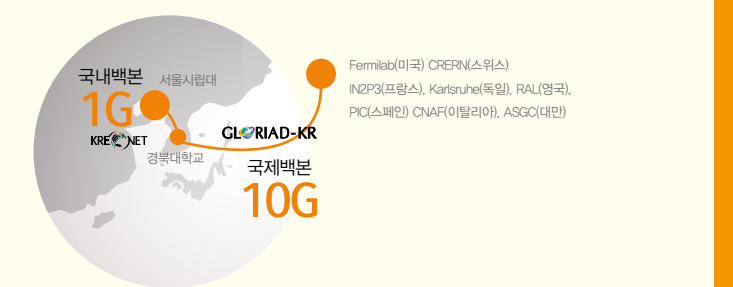 국내백본
서울시립대
1G
KREONET
경북대학교
GLORIAD-KR
국제백본
10G
Fermilab(미국) CRERN(스위스)
IN2P3(프랑스), Karlsruhe(독일), RAL(영국),
PIC(스페인) CNAF(이탈리아), ASGC(대만)